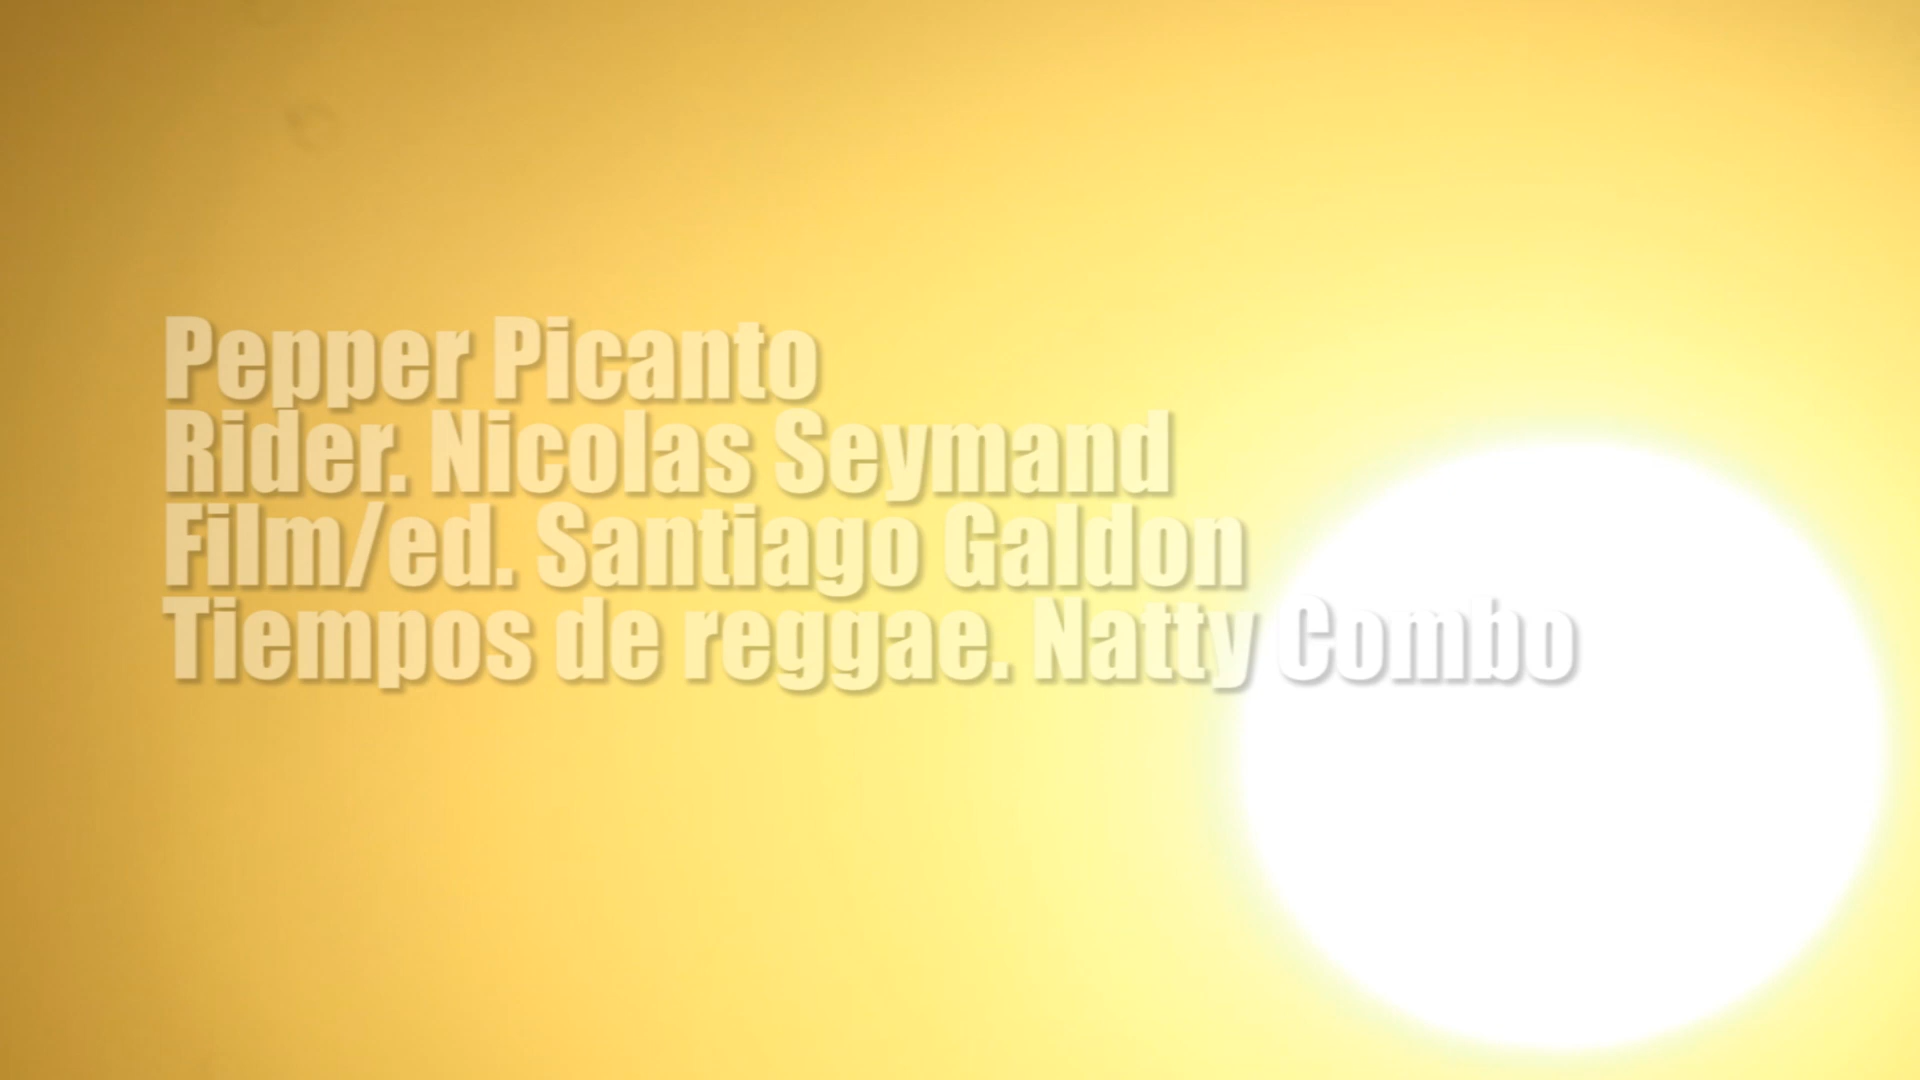 Pepper Picanto
Rider. Nicolas Seymand
Film/ed. Santiago Galdon
Tiempos de reggae. Natty Combo